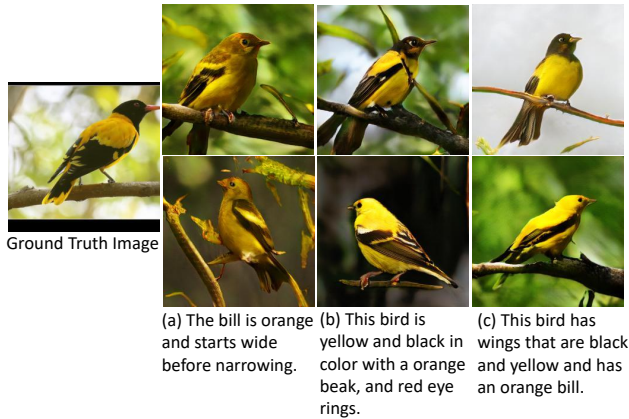 Ground Truth Image
(a) The bill is orange
and starts wide
before narrowing.
(b) This bird is
yellow and black in
color with a orange
beak, and red eye
rings.
(c) This bird has
wings that are black
and yellow and has
an orange bill.